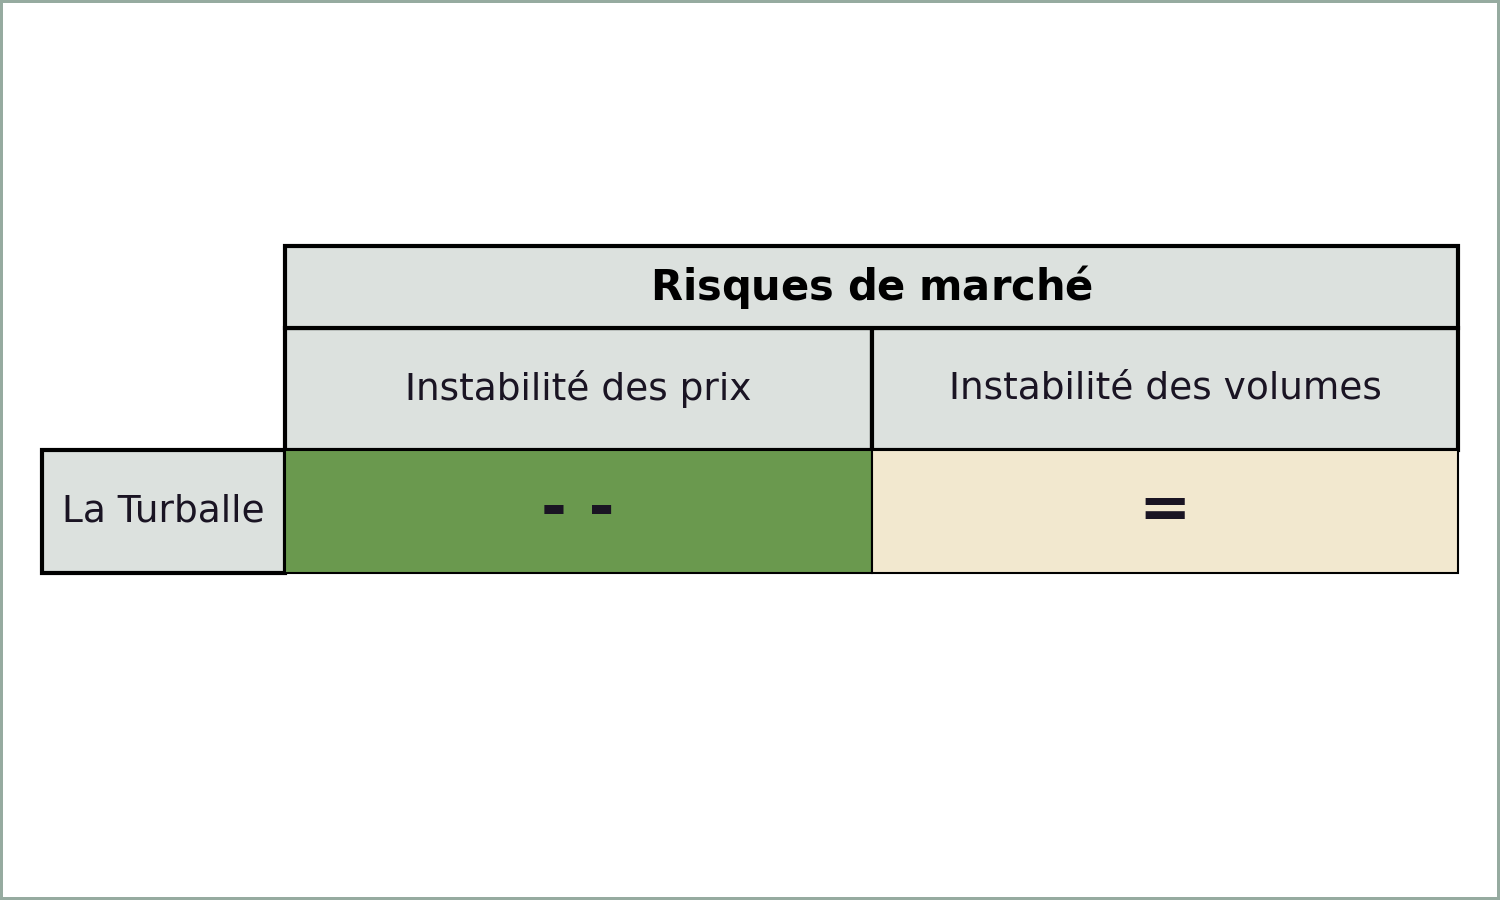 Risques de marché
Instabilité des prix
Instabilité des volumes
La Turballe
- -
=